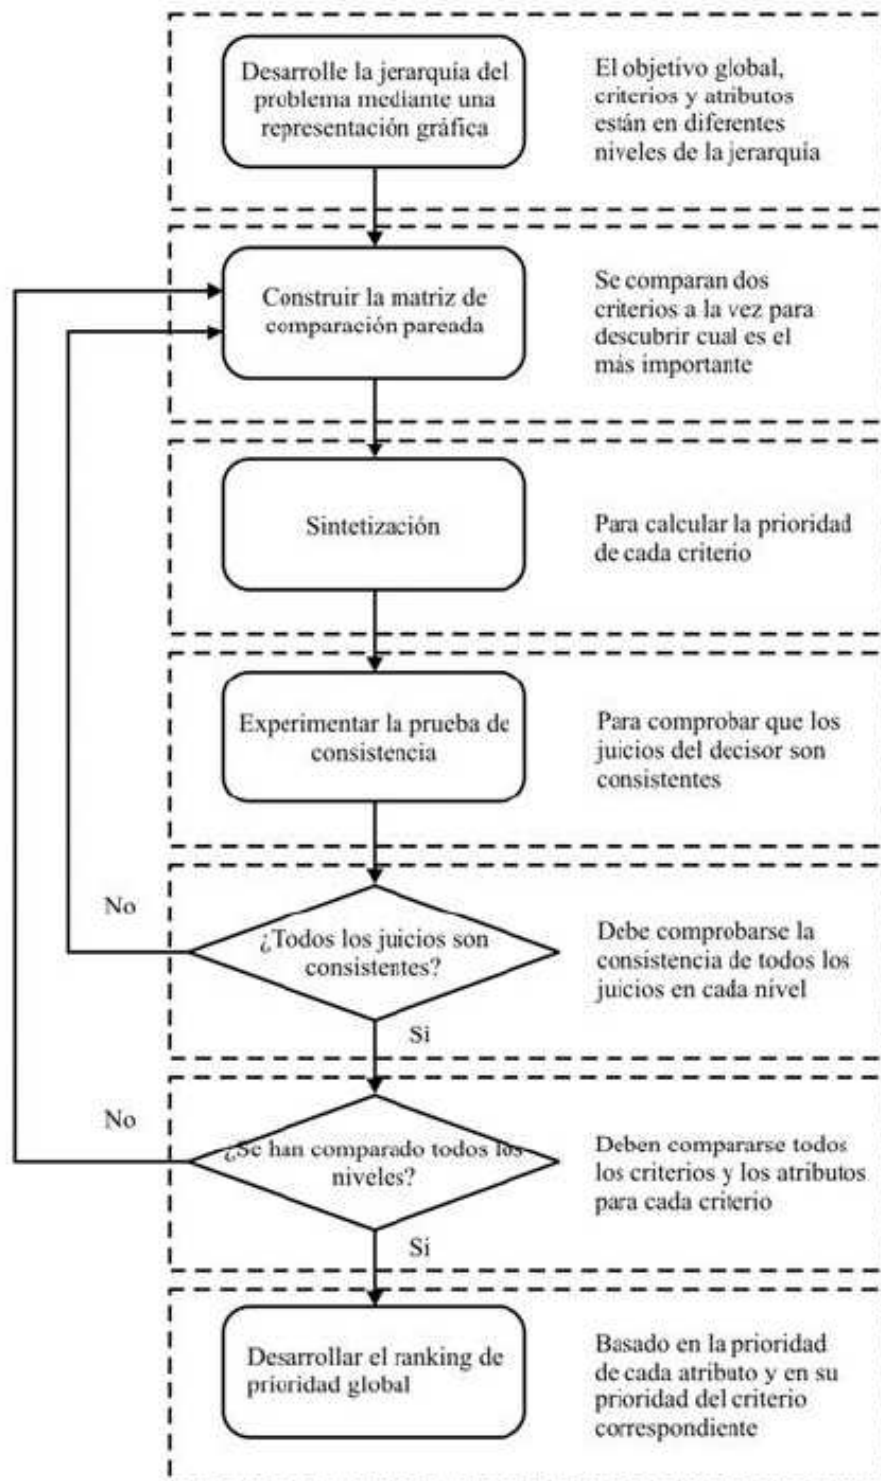 Desarrolle la jerarquía del
problema mediante una
representación gráfica
El objetivo global,
criterios y atributos
están en diferentes
niveles de la jerarquía
Construir la matriz de
comparación pareada
Se comparan dos
criterios a la vez para
descubrir cual es el
más importante
Sintetización
Para calcular la prioridad
de cada criterio
Experimentar la prueba de
consistencia
Para comprobar que los
juicios del decisor son
consistentes
No
¿Todos los juicios son
consistentes?
Debe comprobarse la
consistencia de todos los
juicios en cada nivel
Si
No
¿Se han comparado todos los
niveles?
Deben compararse todos
los criterios y los atributos
para cada criterio
Si
Desarrollar el ranking de
prioridad global
Basado en la prioridad
de cada atributo y en su
prioridad del criterio
correspondiente